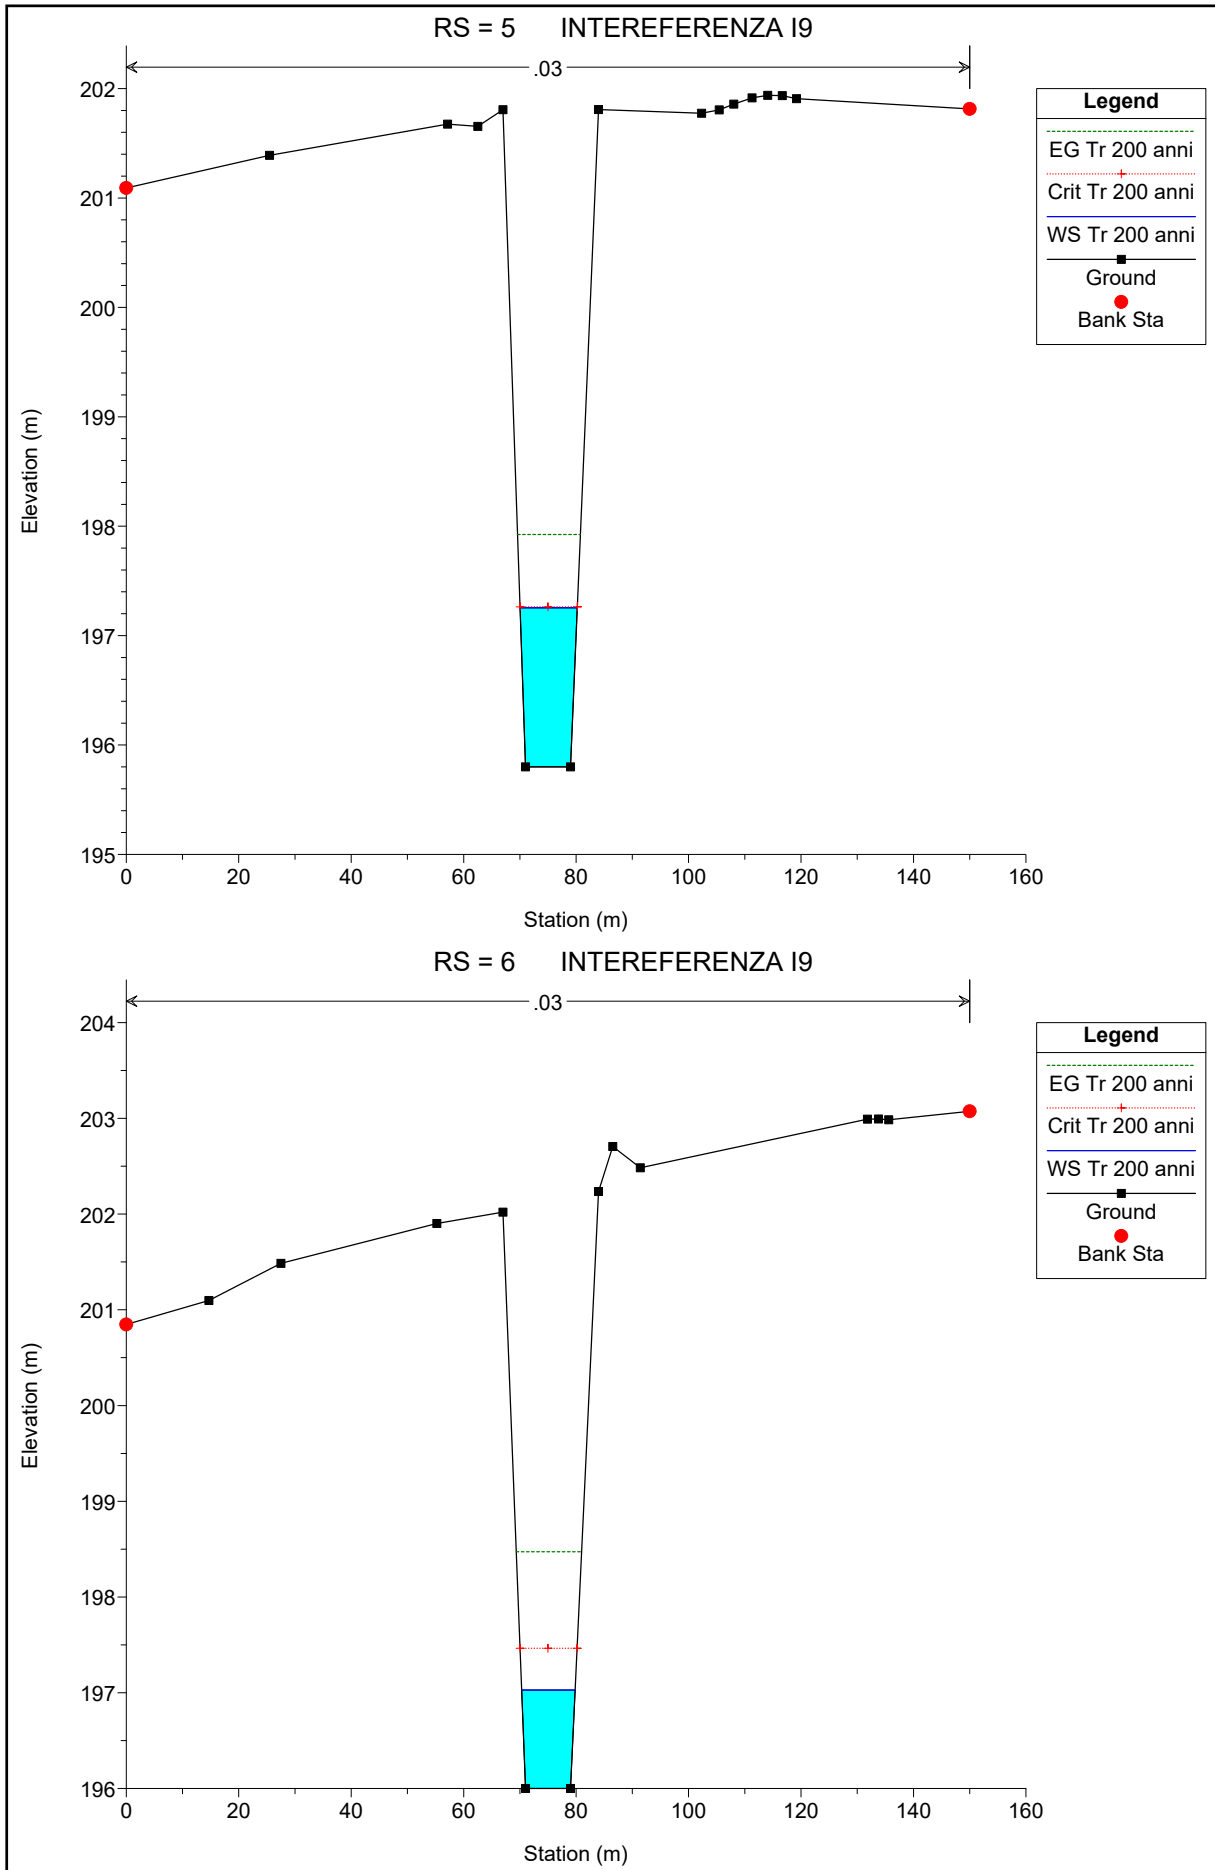 RS = 5 INTEREFERENZA I9
.03
202
201
200
199
198
197
196
195
Elevation (m)
0 20 40 60 80 100 120 140 160
Station (m)
Legend
EG Tr 200 anni
Crit Tr 200 anni
WS Tr 200 anni
Ground
Bank Sta
RS = 6 INTEREFERENZA I9
.03
204
203
202
201
200
199
198
197
196
Elevation (m)
0 20 40 60 80 100 120 140 160
Station (m)
Legend
EG Tr 200 anni
Crit Tr 200 anni
WS Tr 200 anni
Ground
Bank Sta